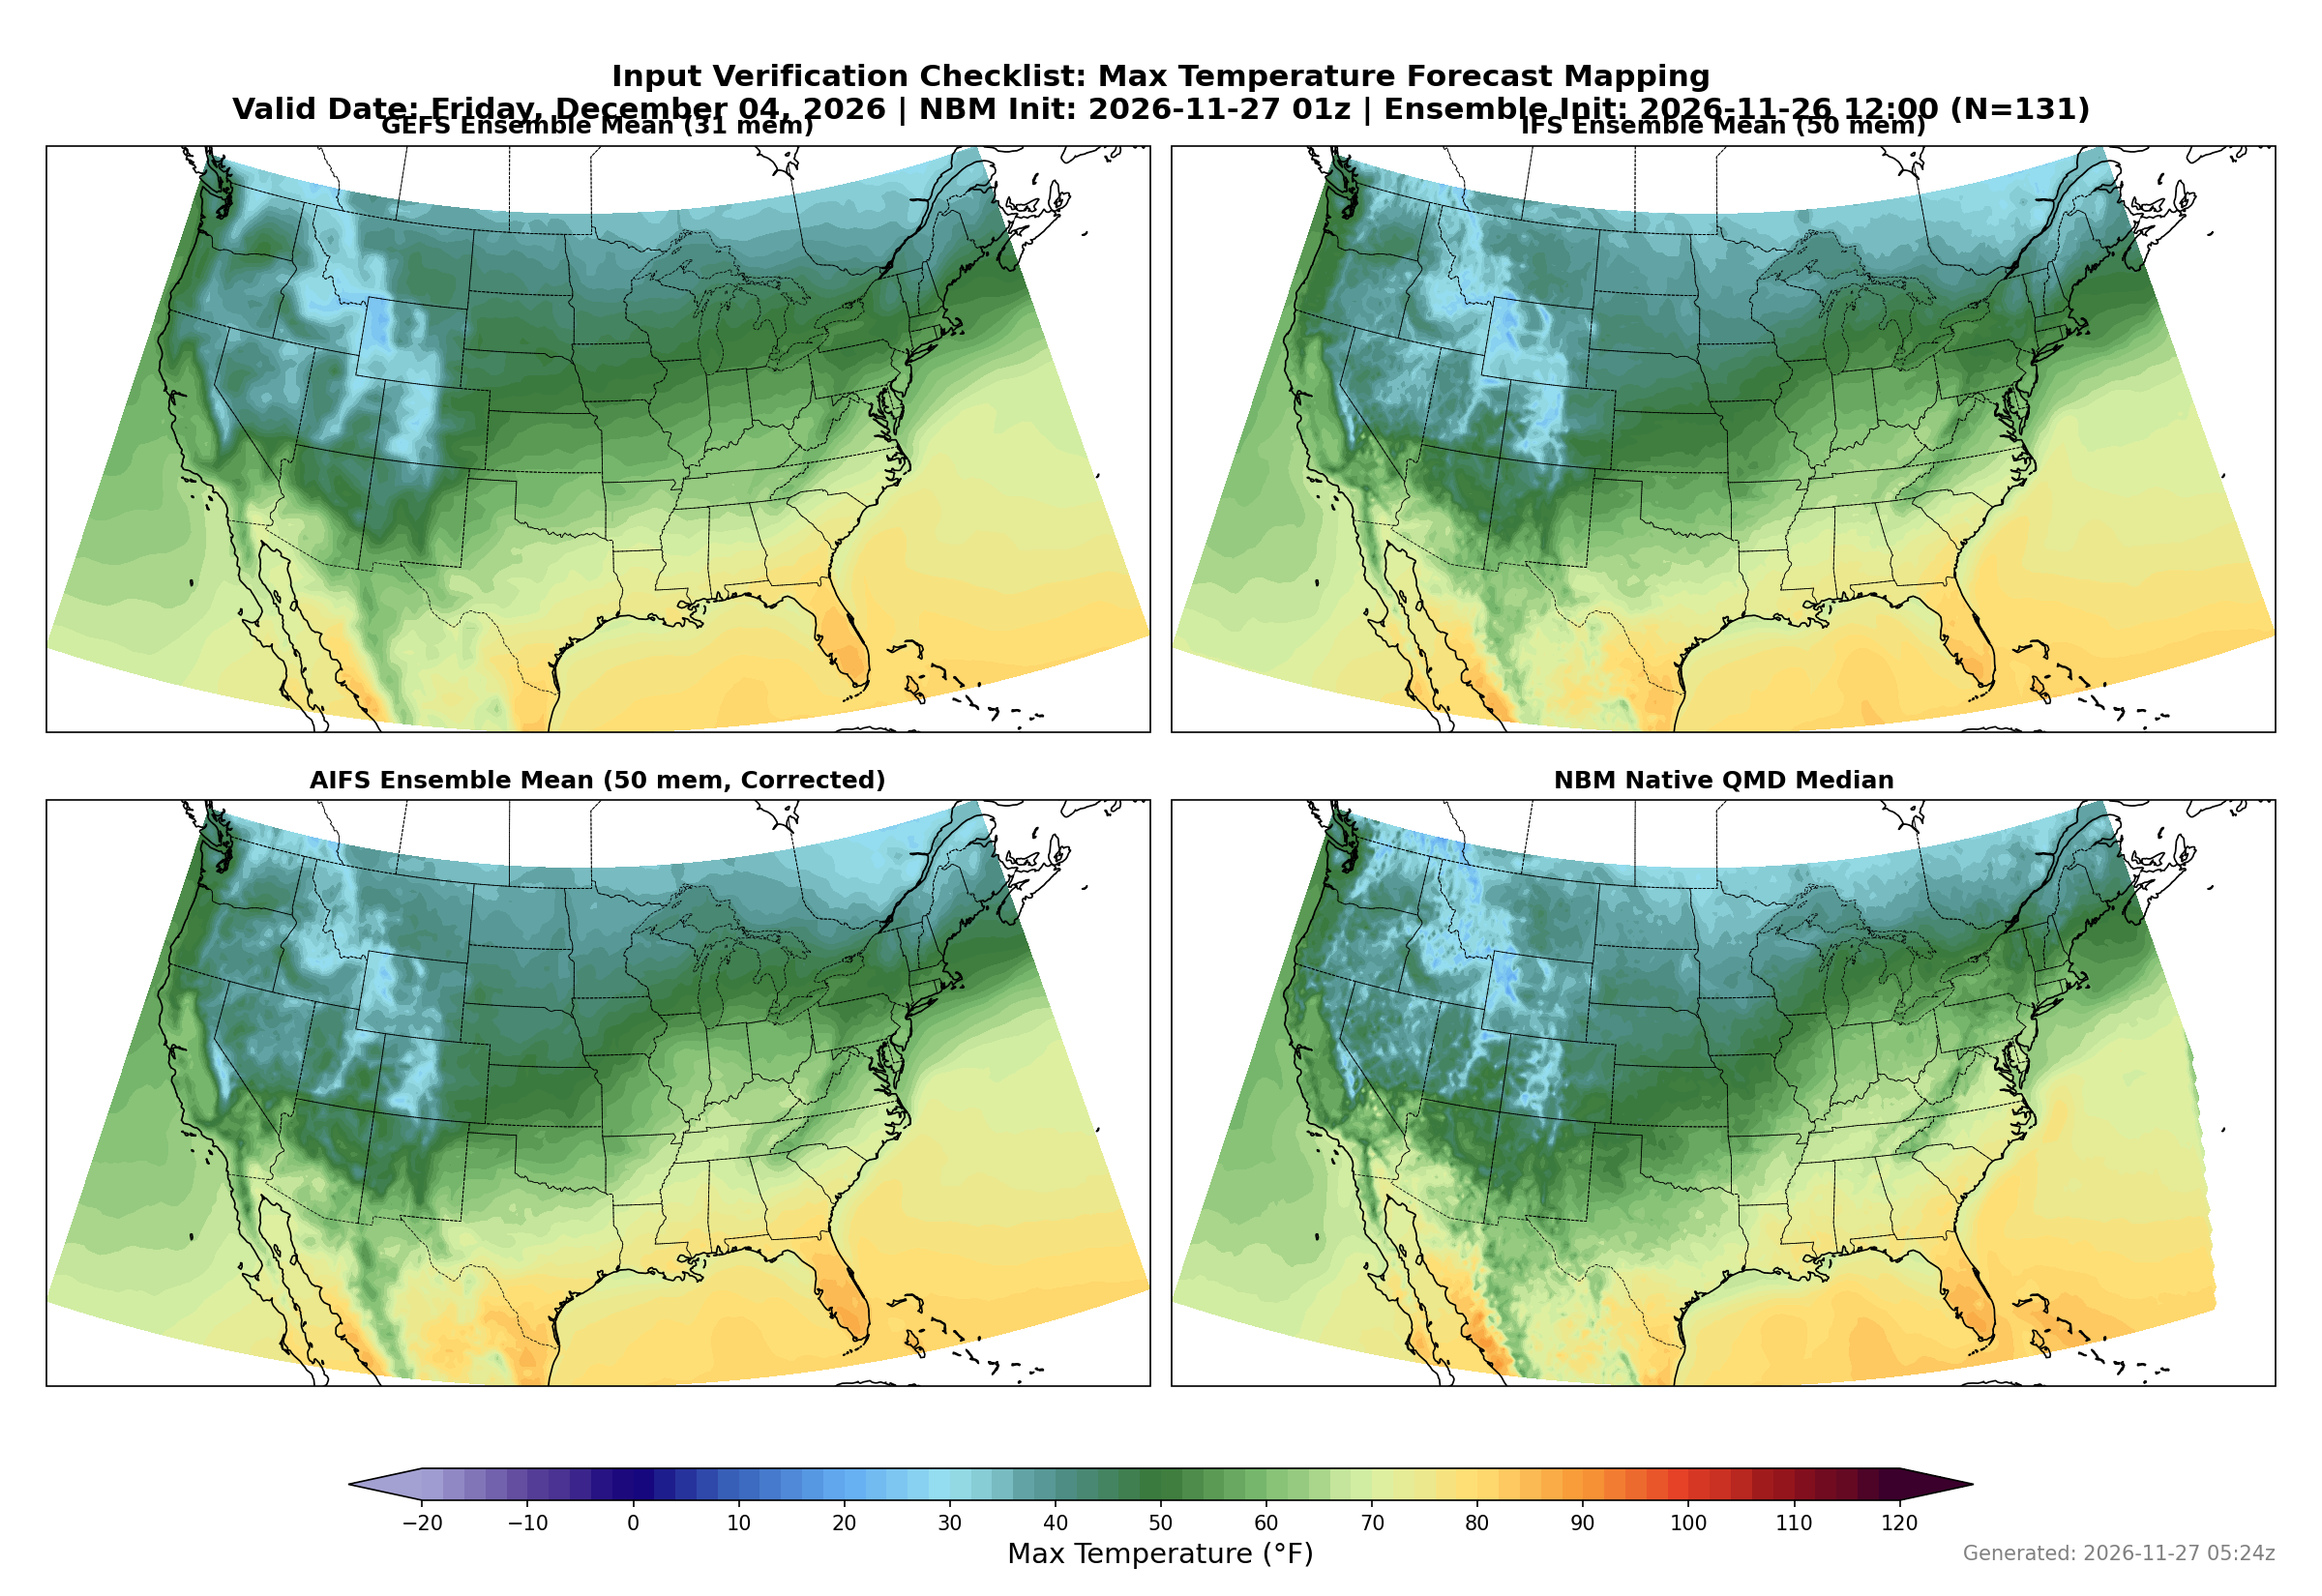 Input Verification Checklist: Max Temperature Forecast Mapping
Valid Date: Friday, December 04, 2026 | NBM Init: 2026-11-27 01z | Ensemble Init: 2026-11-26 12:00 (N=131)
GEFS Ensemble Mean (31 mem)
IFS Ensemble Mean (50 mem)
AIFS Ensemble Mean (50 mem, Corrected)
NBM Native QMD Median
−20 −10 0 10 20 30 40 50 60 70 80 90 100 110 120
Max Temperature (°F)
Generated: 2026-11-27 05:24z